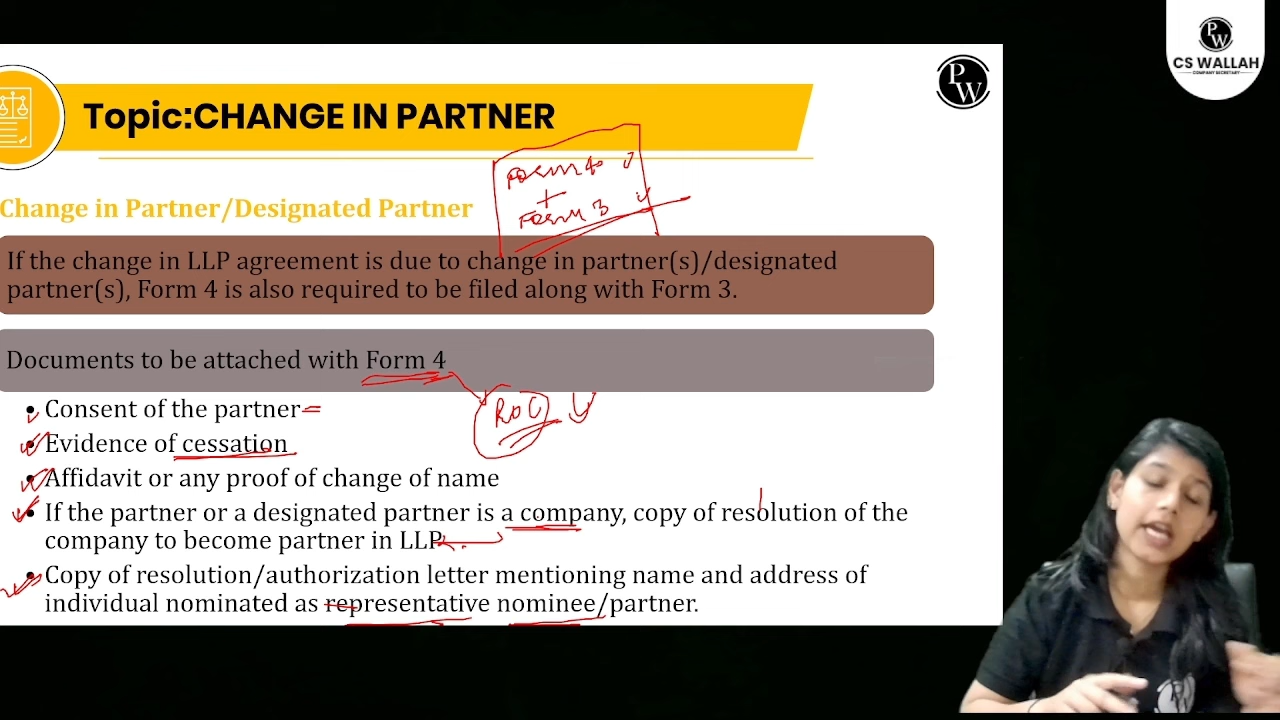 PW
CS WALLAH
COMPANY SECRETARY
PW
Topic:CHANGE IN PARTNER
Form 4
+
Form 3
Change in Partner/Designated Partner
If the change in LLP agreement is due to change in partner(s)/designated
partner(s), Form 4 is also required to be filed along with Form 3.
Documents to be attached with Form 4
ROC
• Consent of the partner
• Evidence of cessation
• Affidavit or any proof of change of name
• If the partner or a designated partner is a company, copy of resolution of the
company to become partner in LLP.
• Copy of resolution/authorization letter mentioning name and address of
individual nominated as representative nominee/partner.